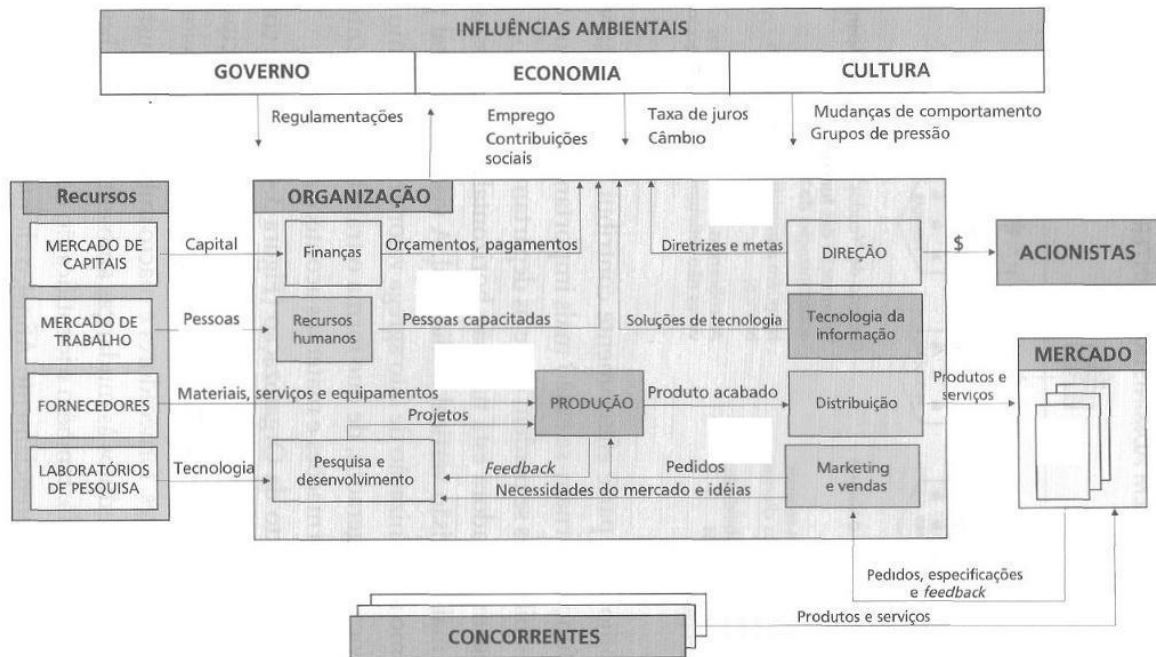 INFLUÊNCIAS AMBIENTAIS
GOVERNO
ECONOMIA
CULTURA
Regulamentações
Emprego
Contribuições
sociais
Taxa de juros
Câmbio
Mudanças de comportamento
Grupos de pressão
Recursos
MERCADO DE
CAPITAIS
MERCADO DE
TRABALHO
FORNECEDORES
LABORATÓRIOS
DE PESQUISA
Capital
Pessoas
Materiais, serviços e equipamentos
Tecnologia
ORGANIZAÇÃO
Finanças
Orçamentos, pagamentos
Diretrizes e metas
DIREÇÃO
$
ACIONISTAS
Recursos
humanos
Pessoas capacitadas
Soluções de tecnologia
Tecnologia da
informação
MERCADO
Projetos
PRODUÇÃO
Produto acabado
Distribuição
Produtos e
serviços
Pesquisa e
desenvolvimento
Feedback
Pedidos
Necessidades do mercado e idéias
Marketing
e vendas
Pedidos, especificações
e feedback
Produtos e serviços
CONCORRENTES